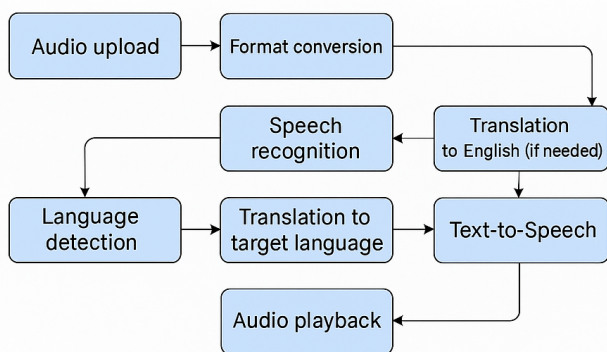 Audio upload
Format conversion
Speech
recognition
Translation
to English (if needed)
Language
detection
Translation to
target language
Text-to-Speech
Audio playback